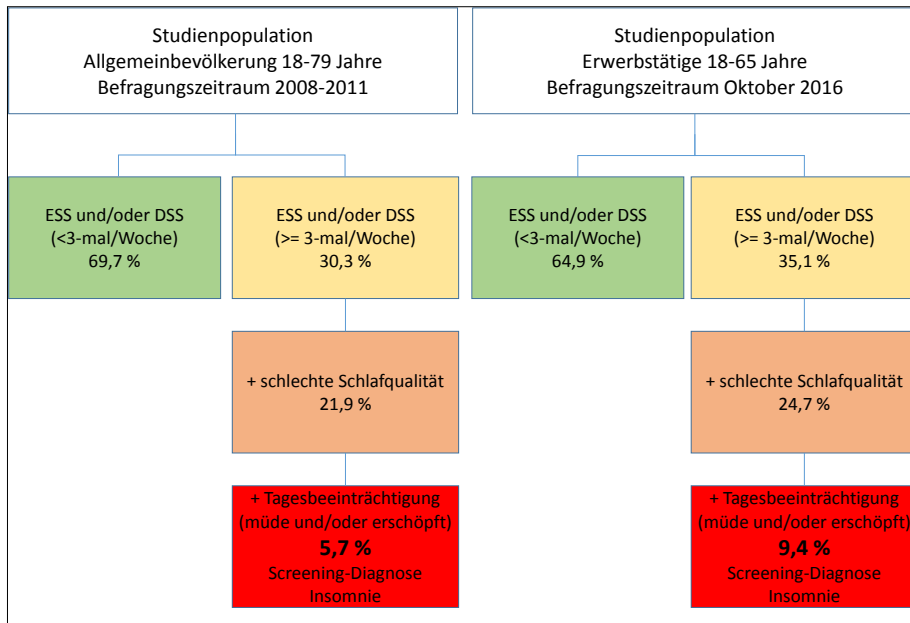 Studienpopulation
Allgemeinbevölkerung 18-79 Jahre
Befragungszeitraum 2008-2011
Studienpopulation
Erwerbstätige 18-65 Jahre
Befragungszeitraum Oktober 2016
ESS und/oder DSS
(<3-mal/Woche)
69,7 %
ESS und/oder DSS
(>= 3-mal/Woche)
30,3 %
ESS und/oder DSS
(<3-mal/Woche)
64,9 %
ESS und/oder DSS
(>= 3-mal/Woche)
35,1 %
+ schlechte Schlafqualität
21,9 %
+ schlechte Schlafqualität
24,7 %
+ Tagesbeeinträchtigung
(müde und/oder erschöpft)
5,7 %
Screening-Diagnose
Insomnie
+ Tagesbeeinträchtigung
(müde und/oder erschöpft)
9,4 %
Screening-Diagnose
Insomnie